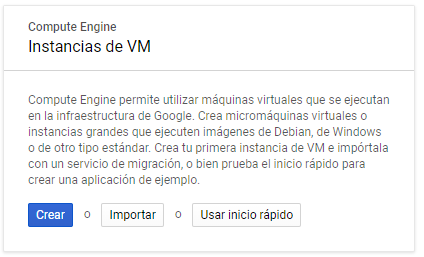 Compute Engine
Instancias de VM
Compute Engine permite utilizar máquinas virtuales que se ejecutan
en la infraestructura de Google. Crea micromáquinas virtuales o
instancias grandes que ejecuten imágenes de Debian, de Windows
o de otro tipo estándar. Crea tu primera instancia de VM e impórtala
con un servicio de migración, o bien prueba el inicio rápido para
crear una aplicación de ejemplo.
Crear o Importar o Usar inicio rápido